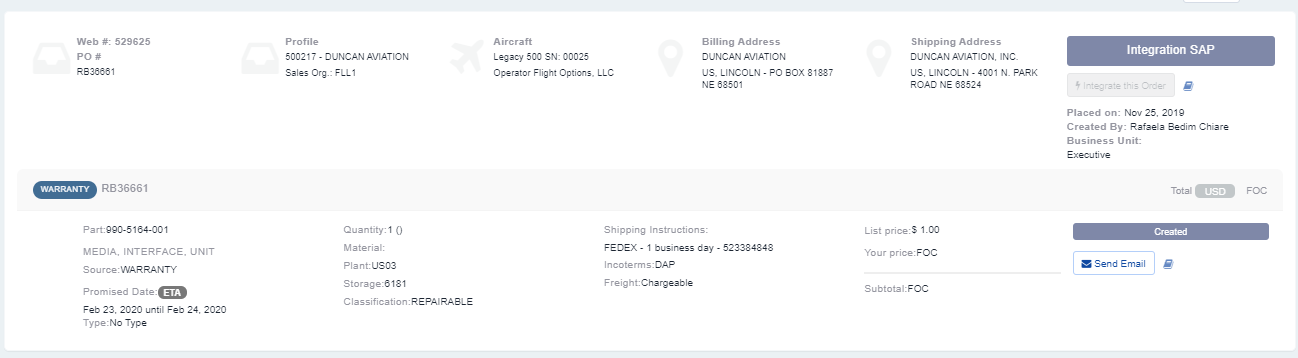 Web #: 529625
PO #
RB36661
Profile
500217 - DUNCAN AVIATION
Sales Org.: FLL1
Aircraft
Legacy 500 SN: 00025
Operator Flight Options, LLC
Billing Address
DUNCAN AVIATION
US, LINCOLN - PO BOX 81887
NE 68501
Shipping Address
DUNCAN AVIATION, INC.
US, LINCOLN - 4001 N. PARK
ROAD NE 68524
Integration SAP
Integrate this Order
Placed on: Nov 25, 2019
Created By: Rafaela Bedim Chiare
Business Unit:
Executive
WARRANTY RB36661
Total USD FOC
Part:990-5164-001
MEDIA, INTERFACE, UNIT
Source:WARRANTY
Promised Date: ETA
Feb 23, 2020 until Feb 24, 2020
Type:No Type
Quantity:1 ()
Material:
Plant:US03
Storage:6181
Classification:REPAIRABLE
Shipping Instructions:
FEDEX - 1 business day - 523384848
Incoterms:DAP
Freight:Chargeable
List price:$ 1.00
Your price:FOC
Subtotal:FOC
Created
Send Email